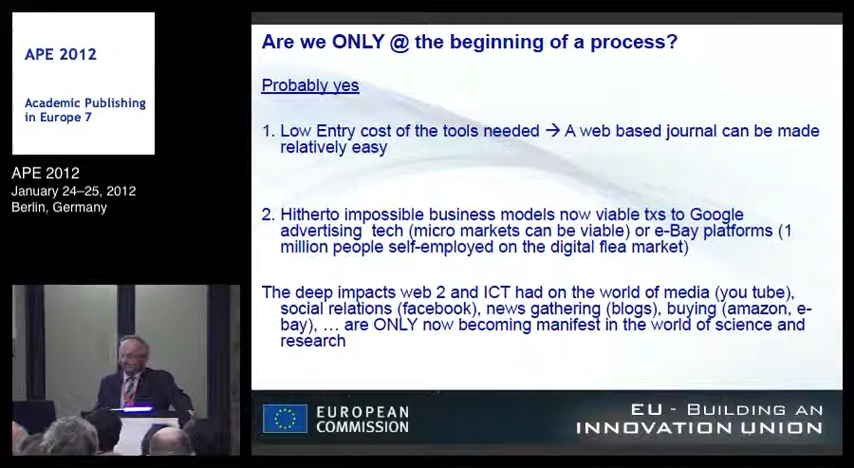 APE 2012
Academic Publishing
in Europe 7
APE 2012
January 24–25, 2012
Berlin, Germany
Are we ONLY @ the beginning of a process?
Probably yes
1. Low Entry cost of the tools needed → A web based journal can be made
relatively easy
2. Hitherto impossible business models now viable txs to Google
advertising tech (micro markets can be viable) or e-Bay platforms (1
million people self-employed on the digital flea market)
The deep impacts web 2 and ICT had on the world of media (you tube),
social relations (facebook), news gathering (blogs), buying (amazon, e-
bay), … are ONLY now becoming manifest in the world of science and
research
EUROPEAN
COMMISSION
EU - BUILDING AN
INNOVATION UNION